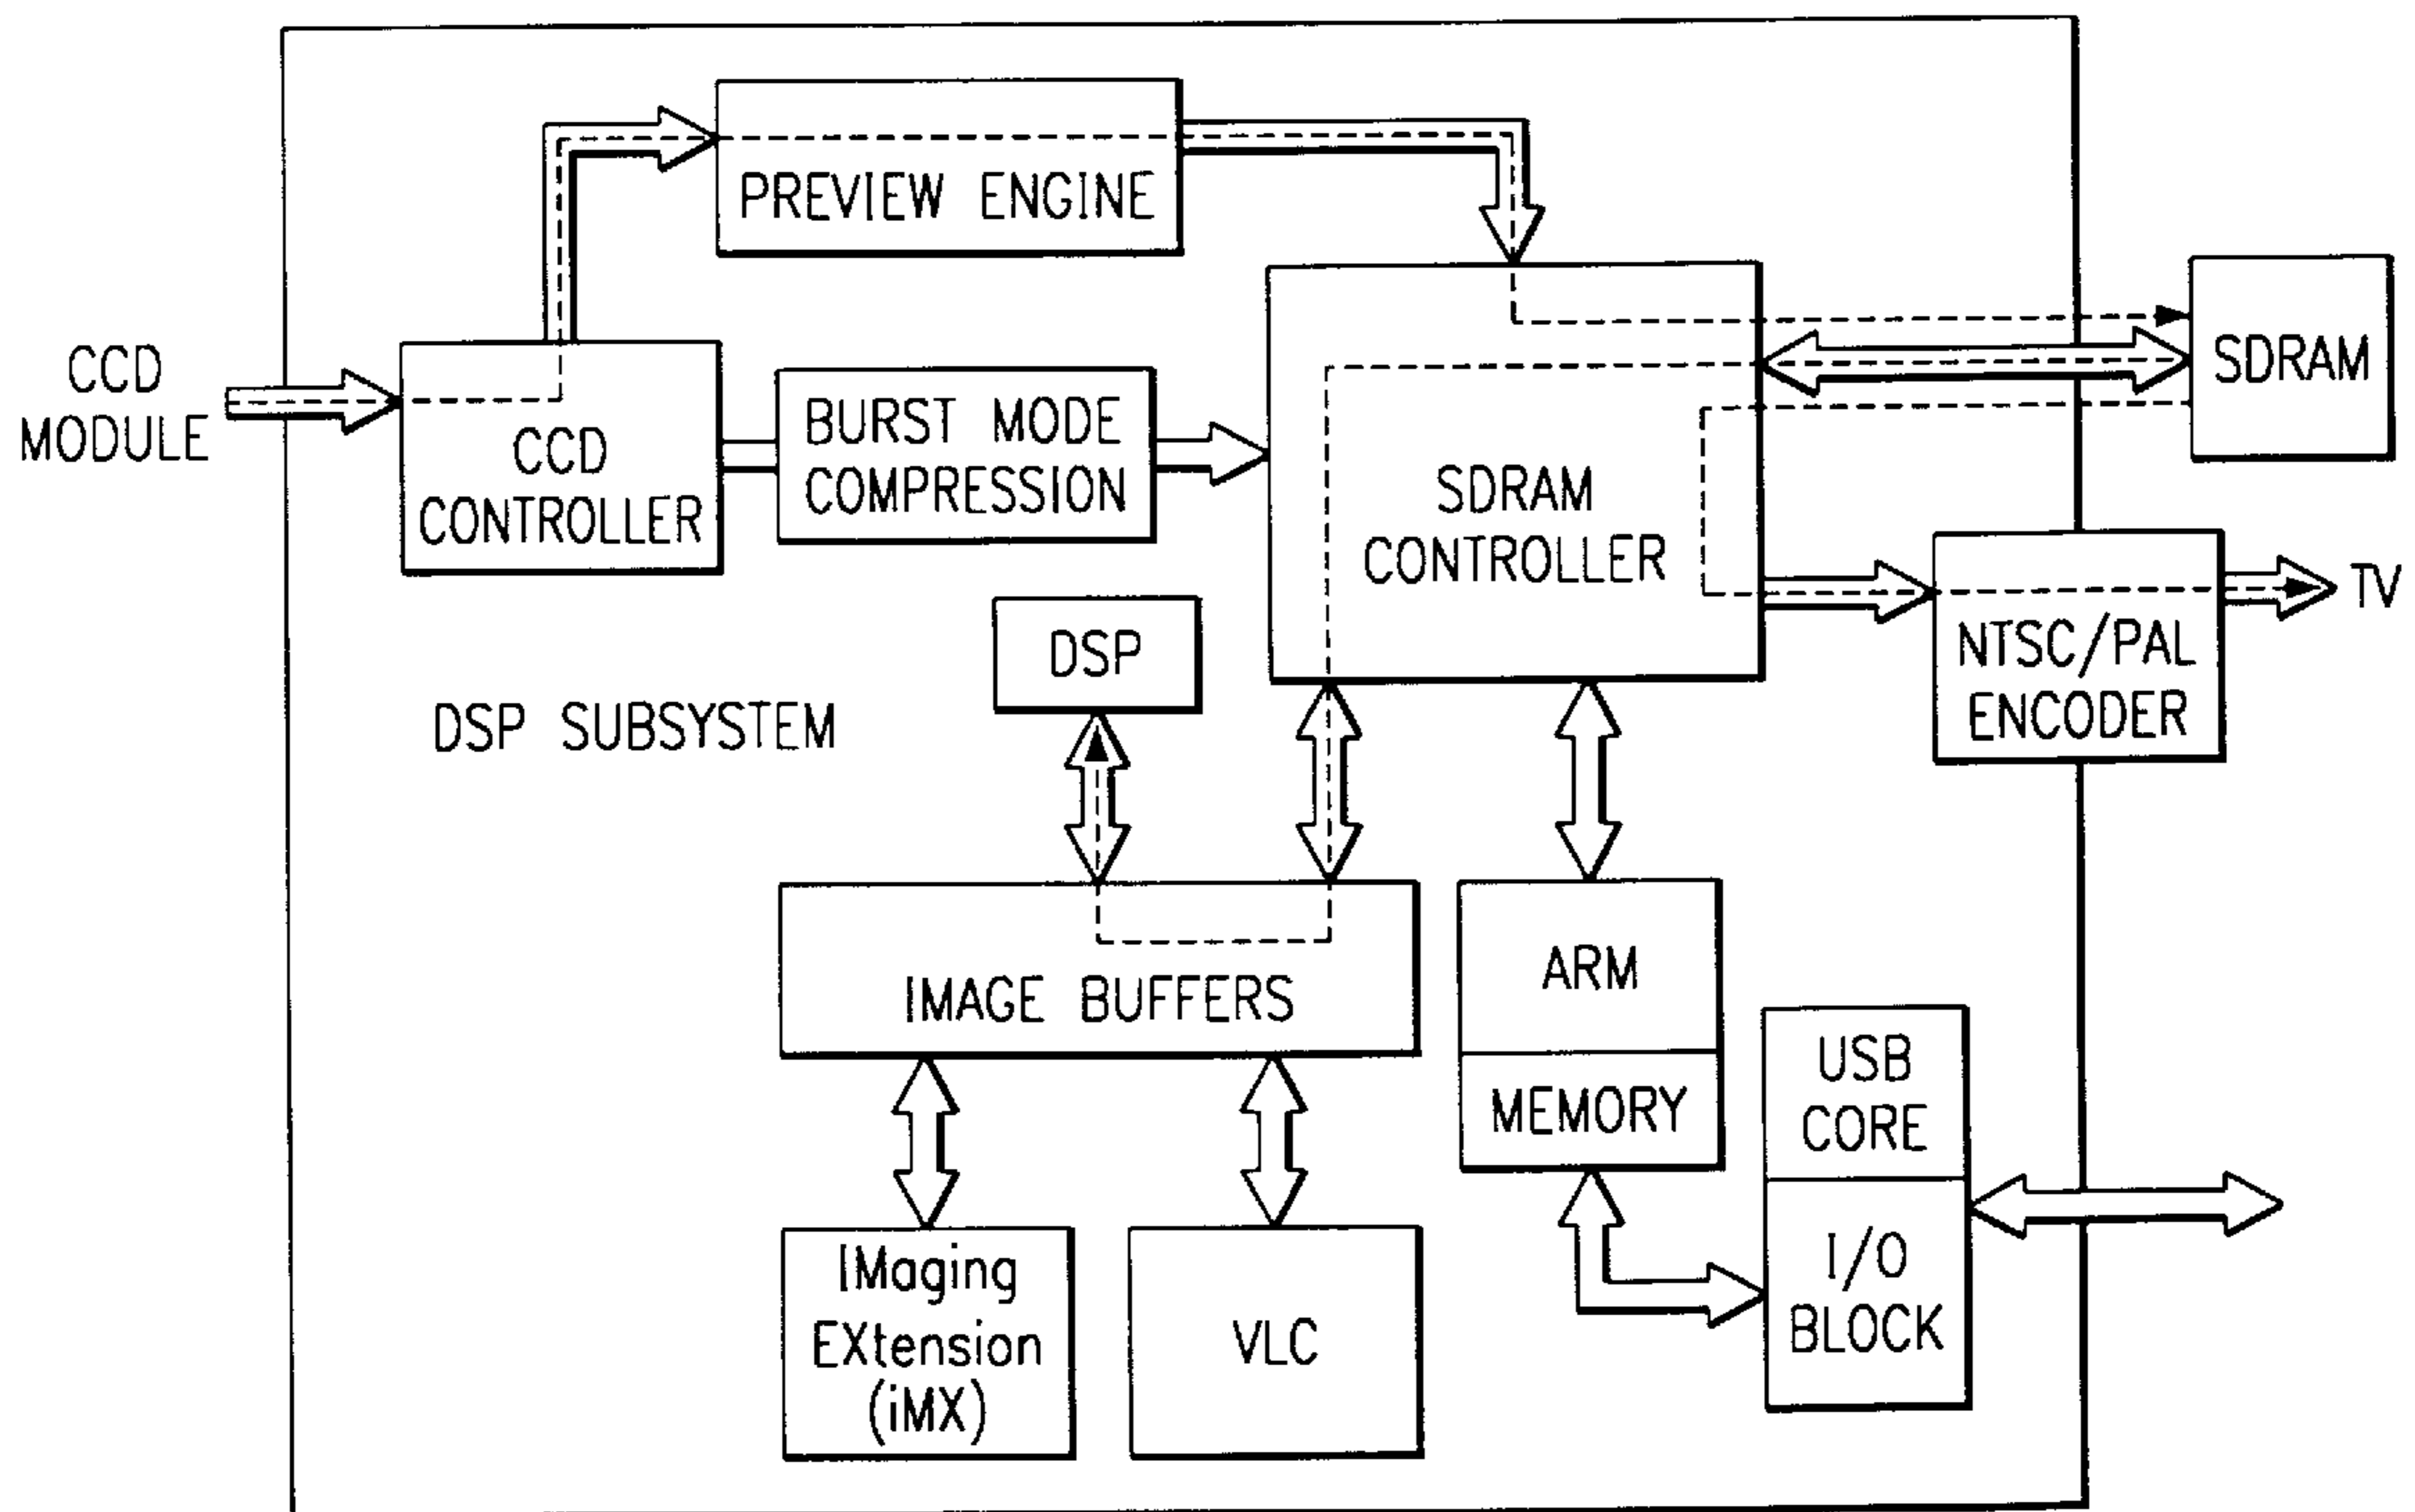 PREVIEW ENGINE
CCD
MODULE
CCD
CONTROLLER
BURST MODE
COMPRESSION
SDRAM
CONTROLLER
SDRAM
NTSC/PAL
ENCODER
TV
DSP
DSP SUBSYSTEM
IMAGE BUFFERS
ARM
MEMORY
USB
CORE
I/O
BLOCK
IMaging
EXtension
(iMX)
VLC